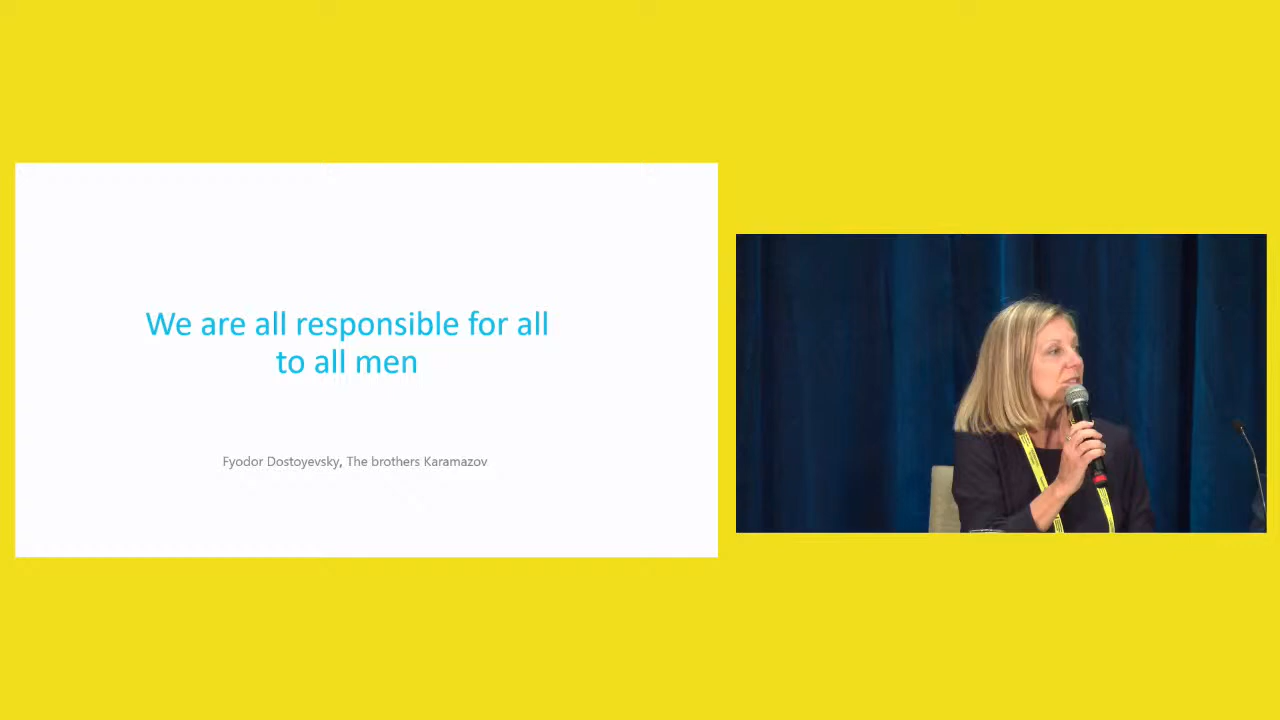 We are all responsible for all
to all men
Fyodor Dostoyevsky, The brothers Karamazov